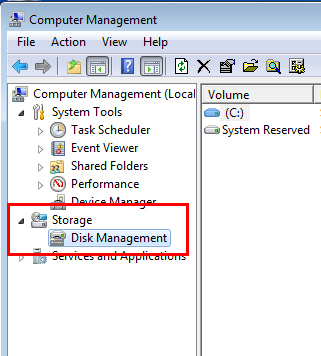 Computer Management
File Action View Help
Computer Management (Local
Volume
System Tools
(C:)
Task Scheduler
System Reserved
Event Viewer
Shared Folders
Performance
Device Manager
Storage
Disk Management
Services and Applications